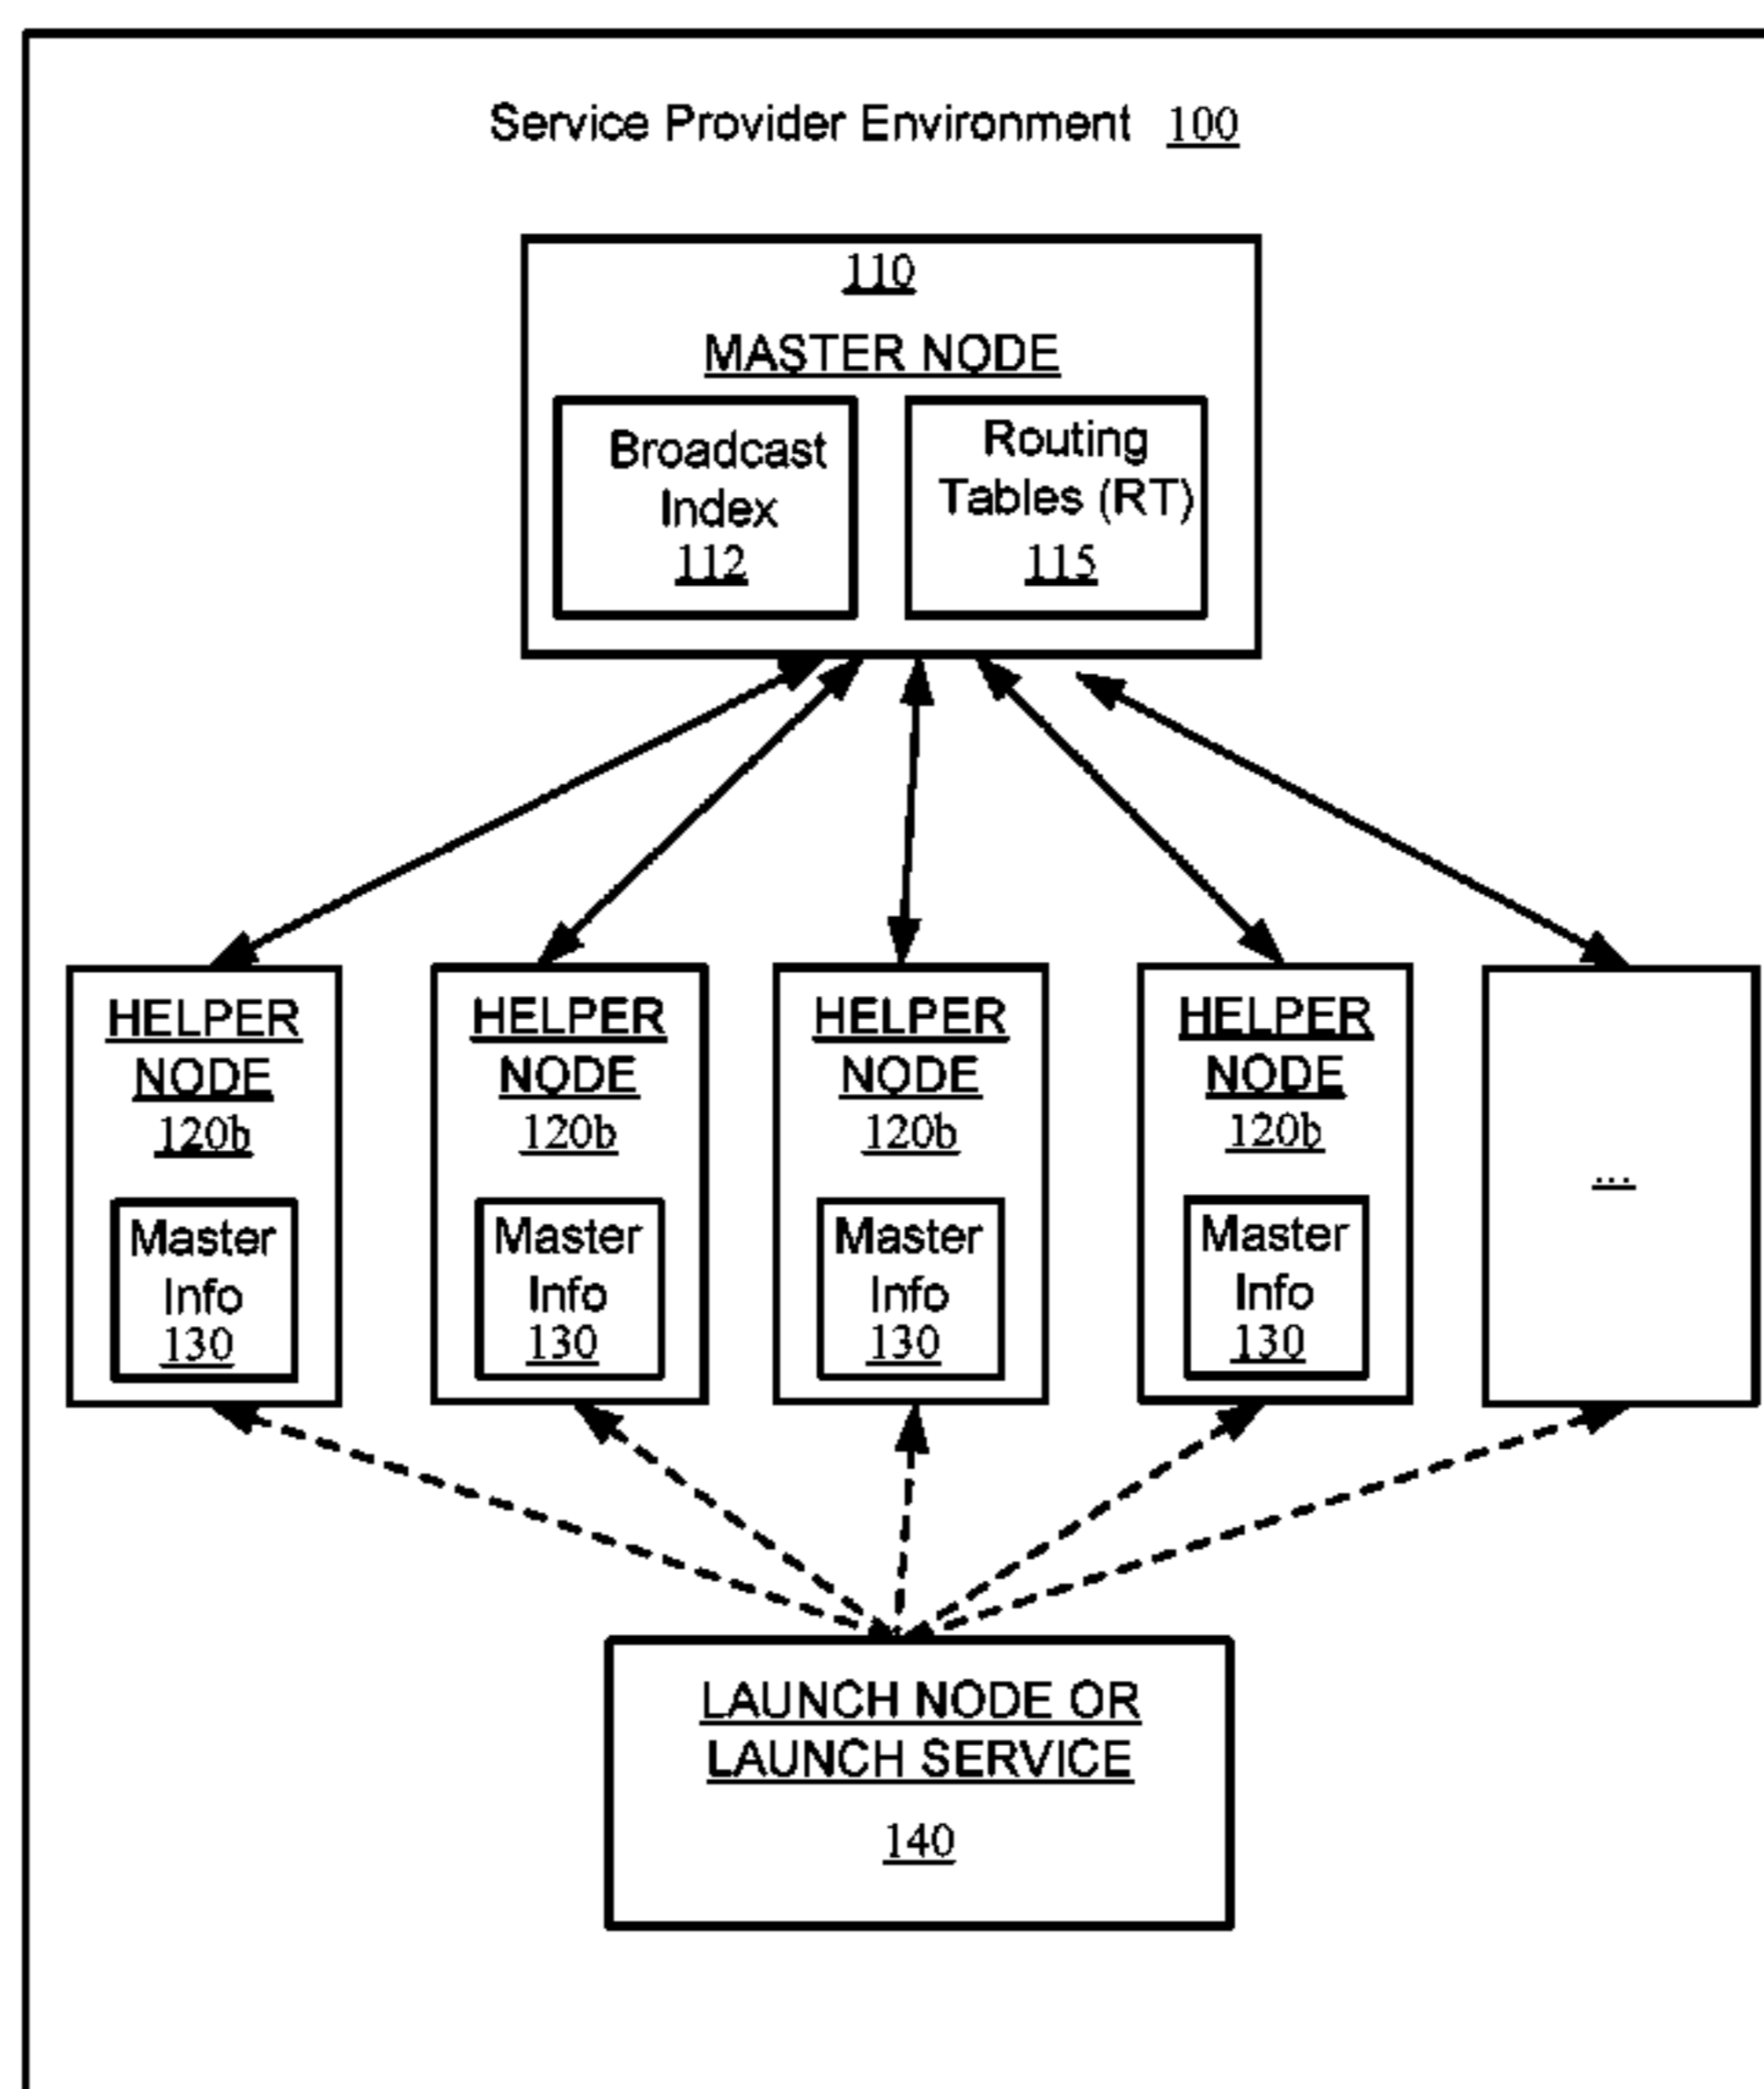 Service Provider Environment 100
110
MASTER NODE
Broadcast
Index
112
Routing
Tables (RT)
115
HELPER
NODE
120b
Master
Info
130
HELPER
NODE
120b
Master
Info
130
HELPER
NODE
120b
Master
Info
130
HELPER
NODE
120b
Master
Info
130
...
LAUNCH NODE OR
LAUNCH SERVICE
140